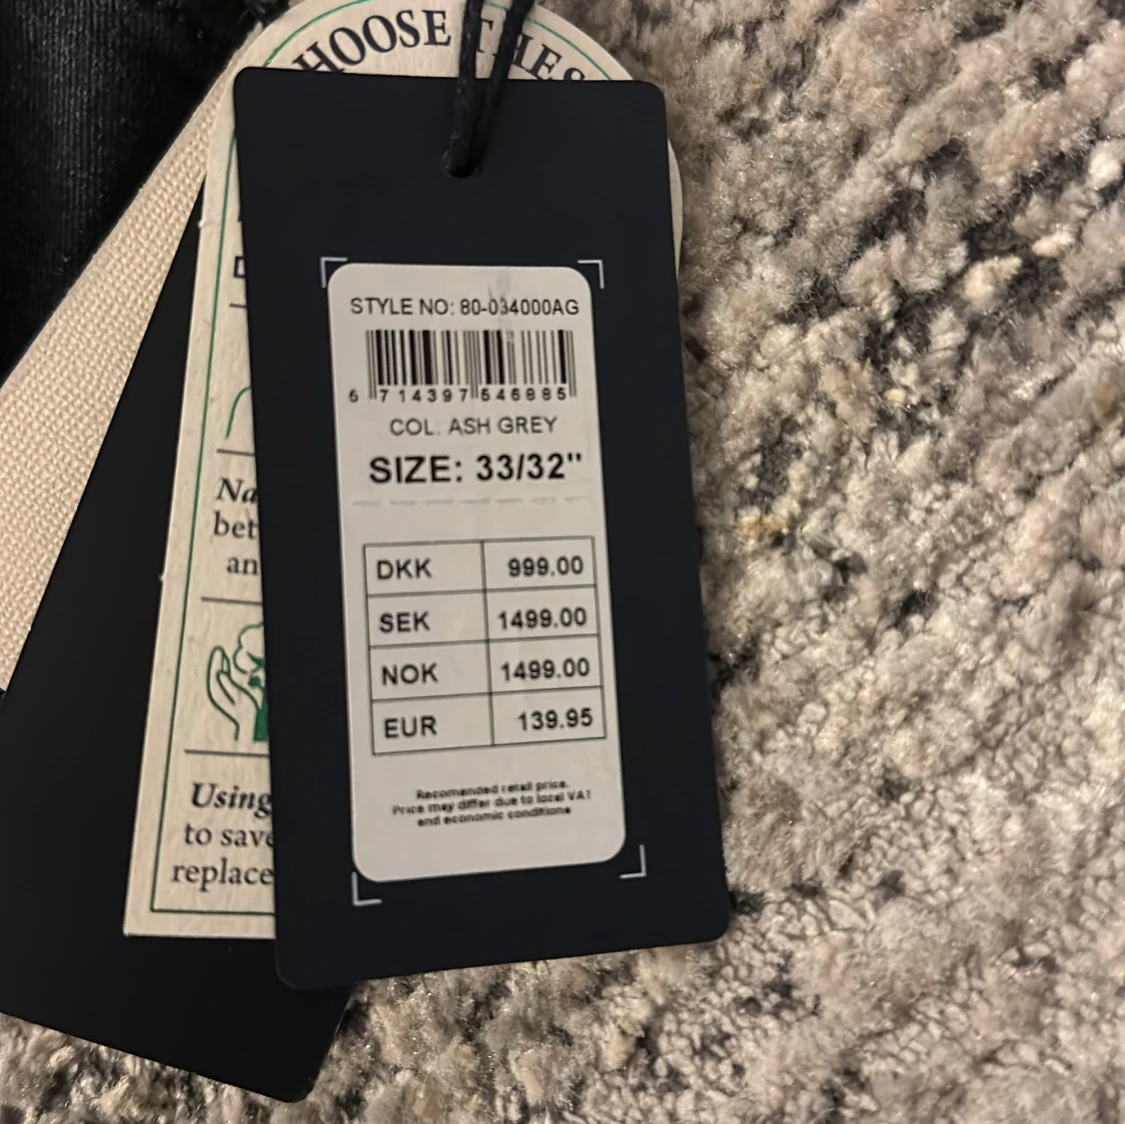 HOOSE THES
STYLE NO: 80-034000AG
5 714397 546885
COL. ASH GREY
SIZE: 33/32"
DKK 999.00
SEK 1499.00
NOK 1499.00
EUR 139.95
Recomended retail price.
Price may differ due to local VAT
and economic conditions
Na
bet
an
Using
to save
replace